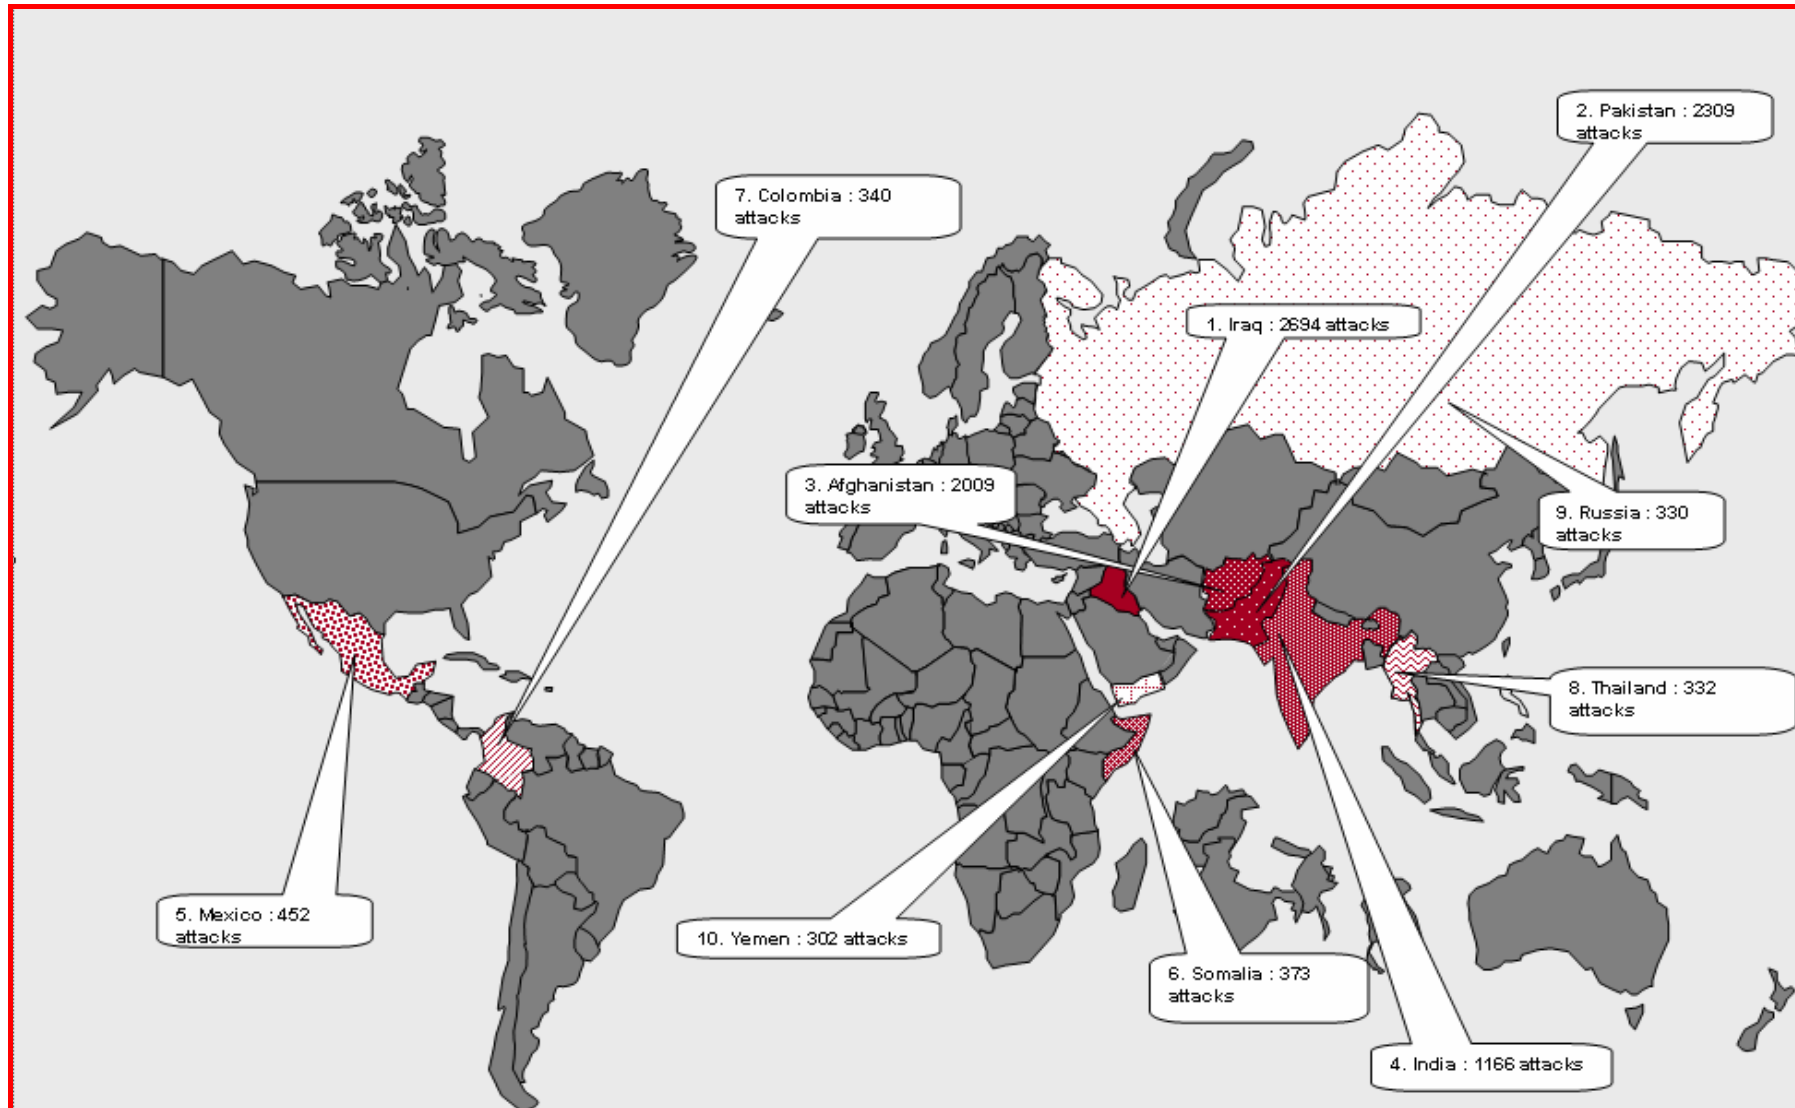 2. Pakistan : 2309
attacks
7. Colombia : 340
attacks
1. Iraq : 2694 attacks
3. Afghanistan : 2009
attacks
9. Russia : 330
attacks
8. Thailand : 332
attacks
5. Mexico : 452
attacks
10. Yemen : 302 attacks
6. Somalia : 373
attacks
4. India : 1166 attacks